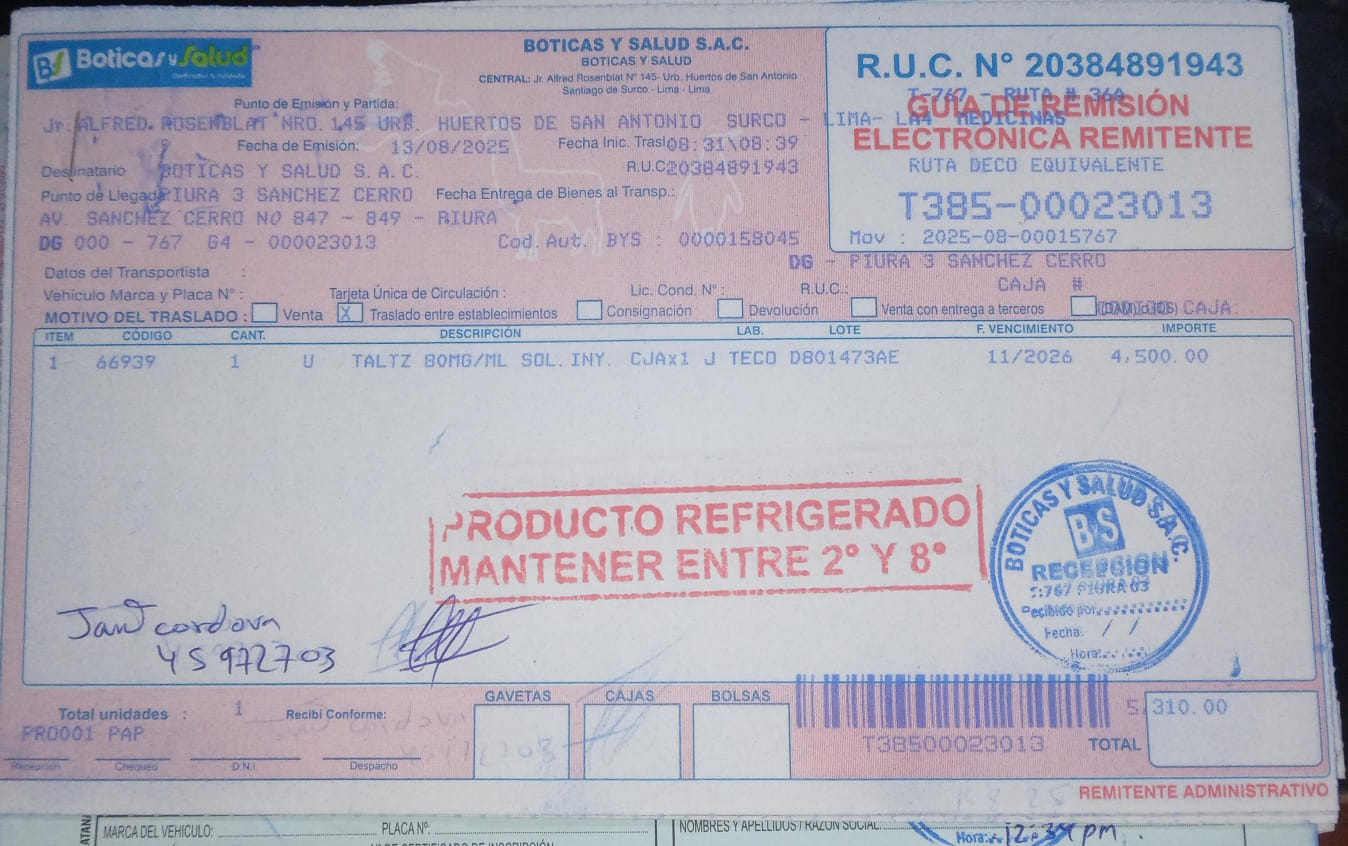 BS Boticas y Salud
BOTICAS Y SALUD S.A.C.
BOTICAS Y SALUD
CENTRAL: Jr. Alfred Rosenblat N° 145- Urb. Huertos de San Antonio
Santiago de Surco - Lima - Lima
R.U.C. N° 20384891943
T-767 - RUTA #
GUÍA DE REMISIÓN
ELECTRÓNICA REMITENTE
RUTA DECO EQUIVALENTE
T385-00023013
Mov : 2025-08-00015767
Punto de Emisión y Partida:
Jr. ALFRED. ROSENBLAT NRO. 145 URB. HUERTOS DE SAN ANTONIO SURCO - LIMA- MEDICINAS
Fecha de Emisión: 13/08/2025 Fecha Inic. Trasl 08:31\08:39
Destinatario BOTICAS Y SALUD S.A.C. R.U.C 20384891943
Punto de Llegada PIURA 3 SANCHEZ CERRO Fecha Entrega de Bienes al Transp.:
AV. SANCHEZ CERRO NO 847 - 849 - PIURA
DG 000 - 767 G4 - 000023013 Cod. Aut. BYS : 0000158045
DG - PIURA 3 SANCHEZ CERRO
Datos del Transportista :
Vehículo Marca y Placa N° : Tarjeta Única de Circulación : Lic. Cond. N° : R.U.C.: CAJA #
MOTIVO DEL TRASLADO : Venta X Traslado entre establecimientos Consignación Devolución Venta con entrega a terceros CAJA:
ITEM CÓDIGO CANT. DESCRIPCIÓN LAB. LOTE F. VENCIMIENTO IMPORTE
1 66939 1 U TALTZ 80MG/ML SOL. INY. CJAx1 J TECO D801473AE 11/2026 4,500.00
PRODUCTO REFRIGERADO
MANTENER ENTRE 2° Y 8°
BOTICAS Y SALUD S.A.C.
BS
RECEPCION
PIURA 03
Recibido por:
Fecha: / /
Hora:
cordova
45972703
Total unidades : 1 Recibí Conforme:
PRO001 PAP
Recepción Chequeo D.N.I Despacho
GAVETAS CAJAS BOLSAS
T38500023013
S/310.00
TOTAL
REMITENTE ADMINISTRATIVO
MARCA DEL VEHICULO: PLACA Nº: NOMBRES Y APELLIDOS / RAZON SOCIAL:
Hora: 12:34 pm.